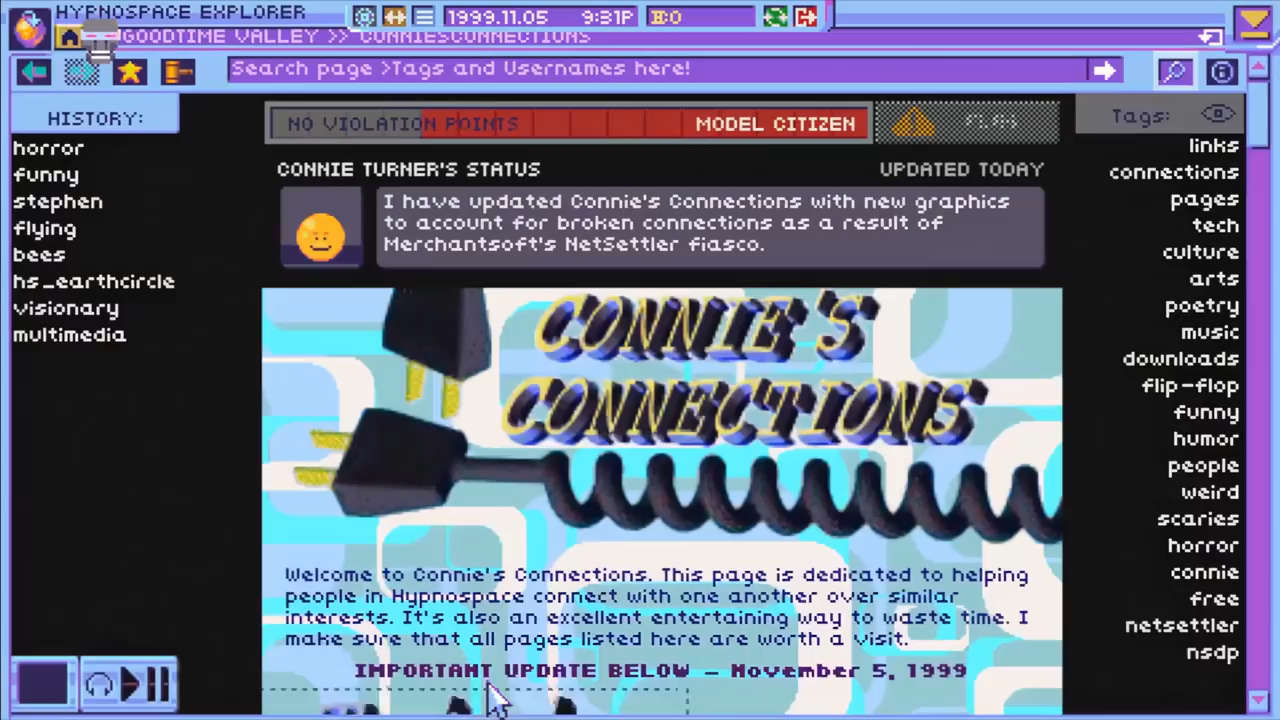 HYPNOSPACE EXPLORER
1999.11.05 9:31P
0
GOODTIME VALLEY >> CONNIESCONNECTIONS
Search page >Tags and Usernames here!
HISTORY:
horror
funny
stephen
flying
bees
hs_earthcircle
visionary
multimedia
NO VIOLATION POINTS
MODEL CITIZEN
FLAG
CONNIE TURNER'S STATUS
UPDATED TODAY
I have updated Connie's Connections with new graphics
to account for broken connections as a result of
Merchantsoft's NetSettler fiasco.
CONNIE'S
CONNECTIONS
Welcome to Connie's Connections. This page is dedicated to helping
people in Hypnospace connect with one another over similar
interests. It's also an excellent entertaining way to waste time. I
make sure that all pages listed here are worth a visit.
IMPORTANT UPDATE BELOW - November 5, 1999
Tags:
links
connections
pages
tech
culture
arts
poetry
music
downloads
flip-flop
funny
humor
people
weird
scaries
horror
connie
free
netsettler
nsdp